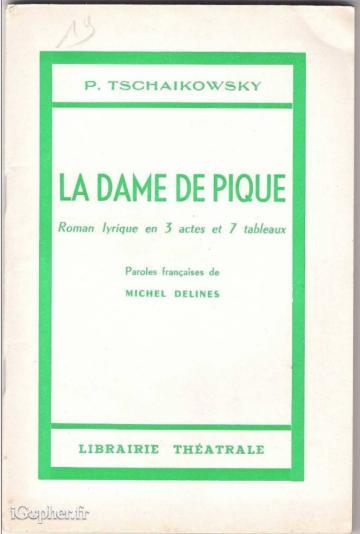 19
P. TSCHAIKOWSKY
LA DAME DE PIQUE
Roman lyrique en 3 actes et 7 tableaux
Paroles françaises de
MICHEL DELINES
LIBRAIRIE THÉATRALE
iGopher.fr